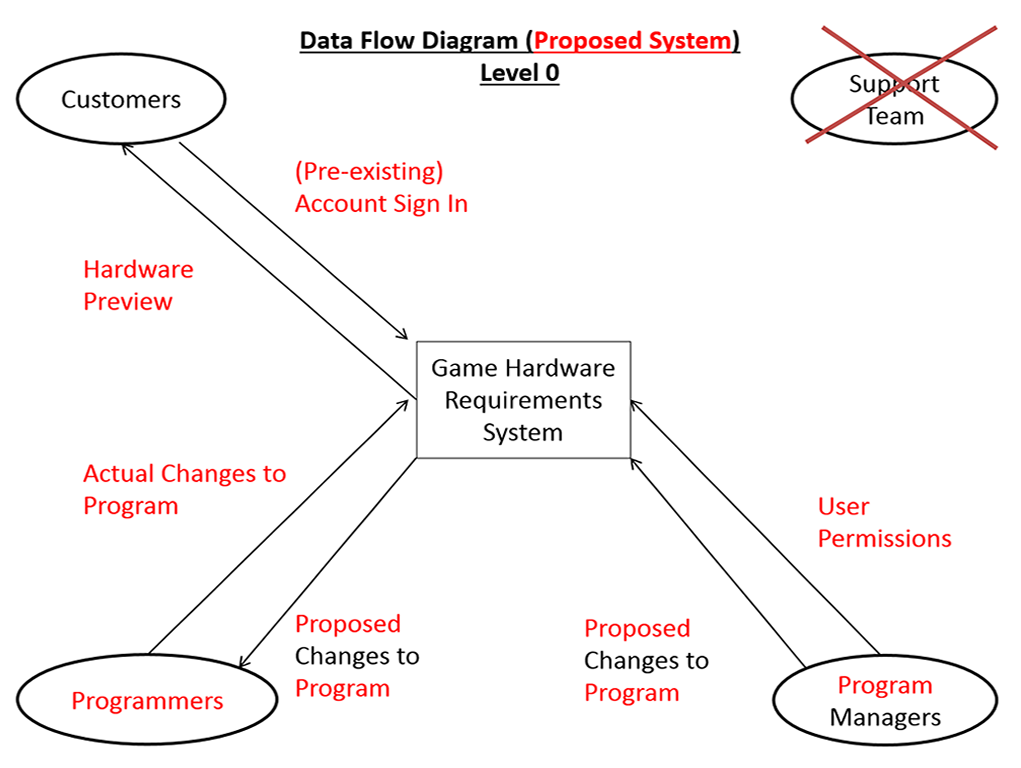 Data Flow Diagram (Proposed System)
Level 0
Customers
Support
Team
(Pre-existing)
Account Sign In
Hardware
Preview
Game Hardware
Requirements
System
Actual Changes to
Program
User
Permissions
Proposed
Changes to
Program
Proposed
Changes to
Program
Programmers
Program
Managers